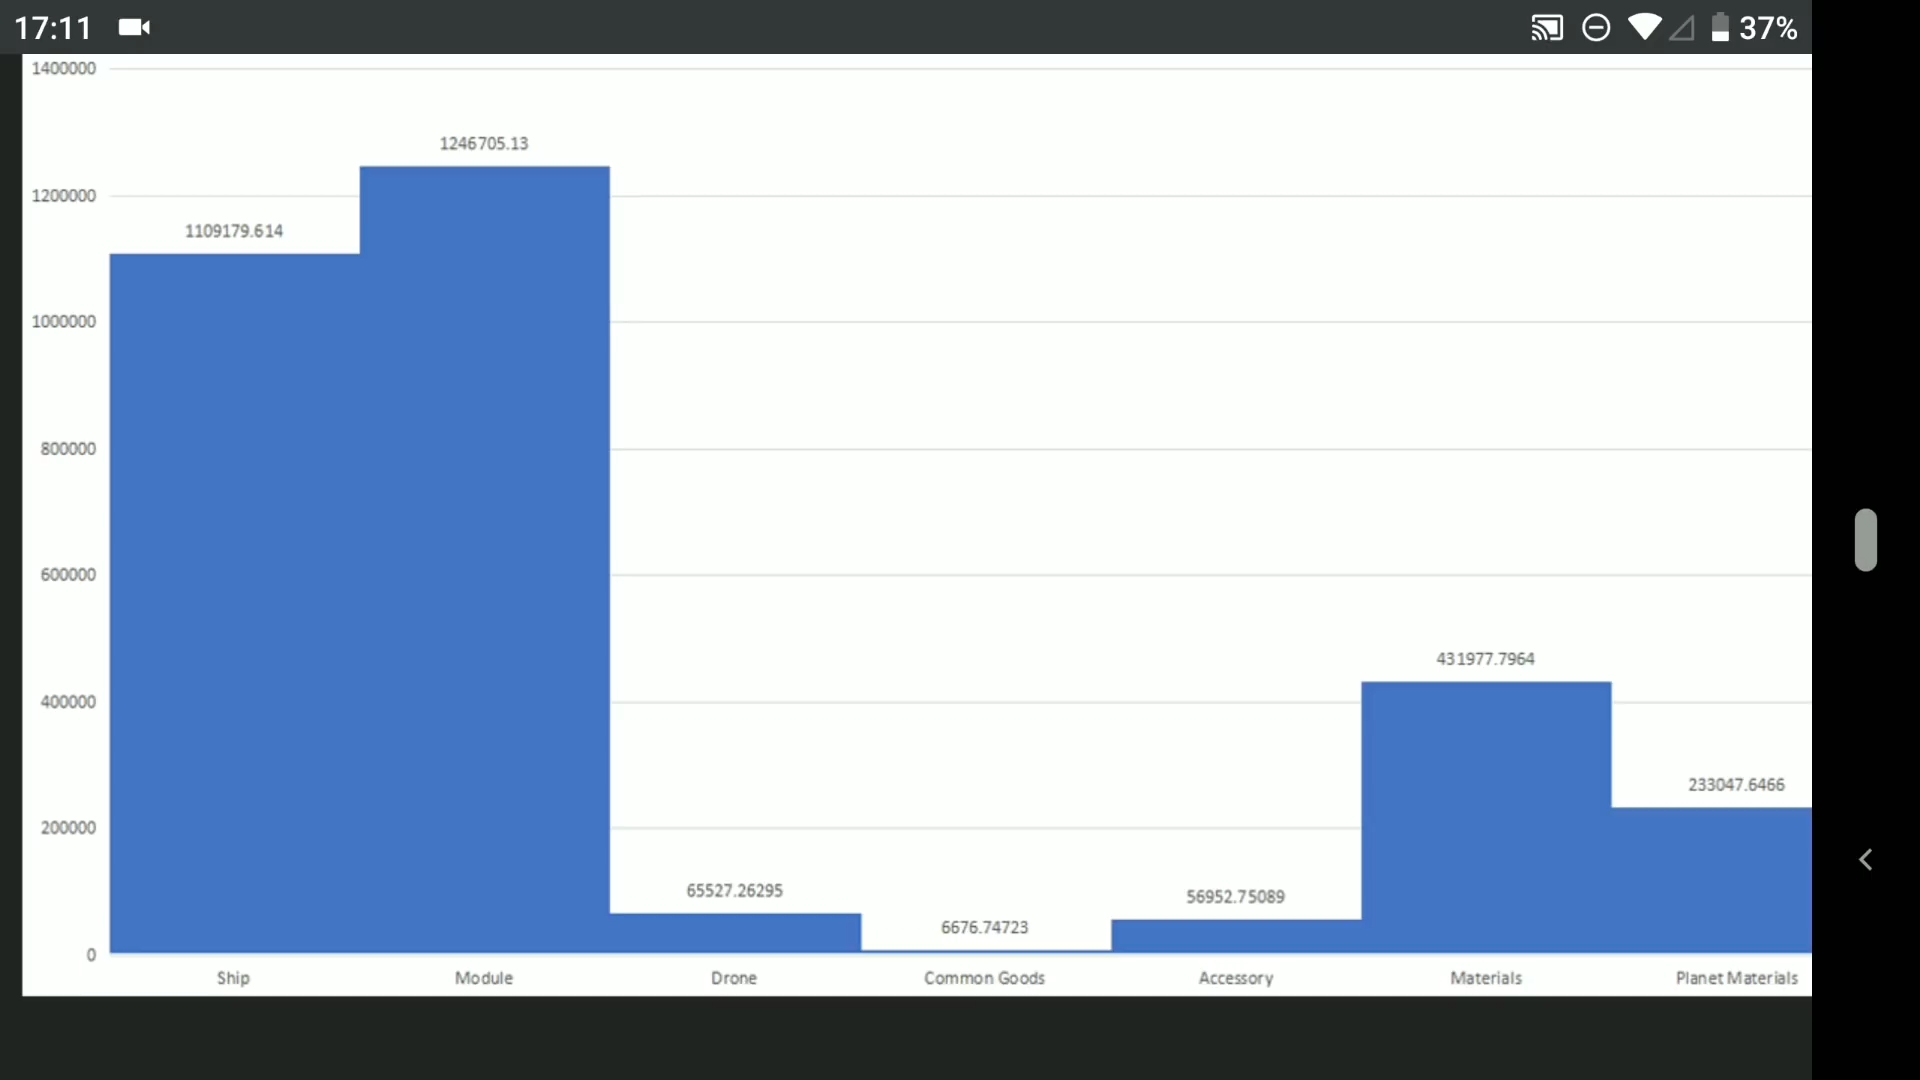 17:11
37%
1400000
1246705.13
1200000
1109179.614
1000000
800000
600000
431977.7964
400000
233047.6466
200000
65527.26295
56952.75089
6676.74723
0
Ship
Module
Drone
Common Goods
Accessory
Materials
Planet Materials